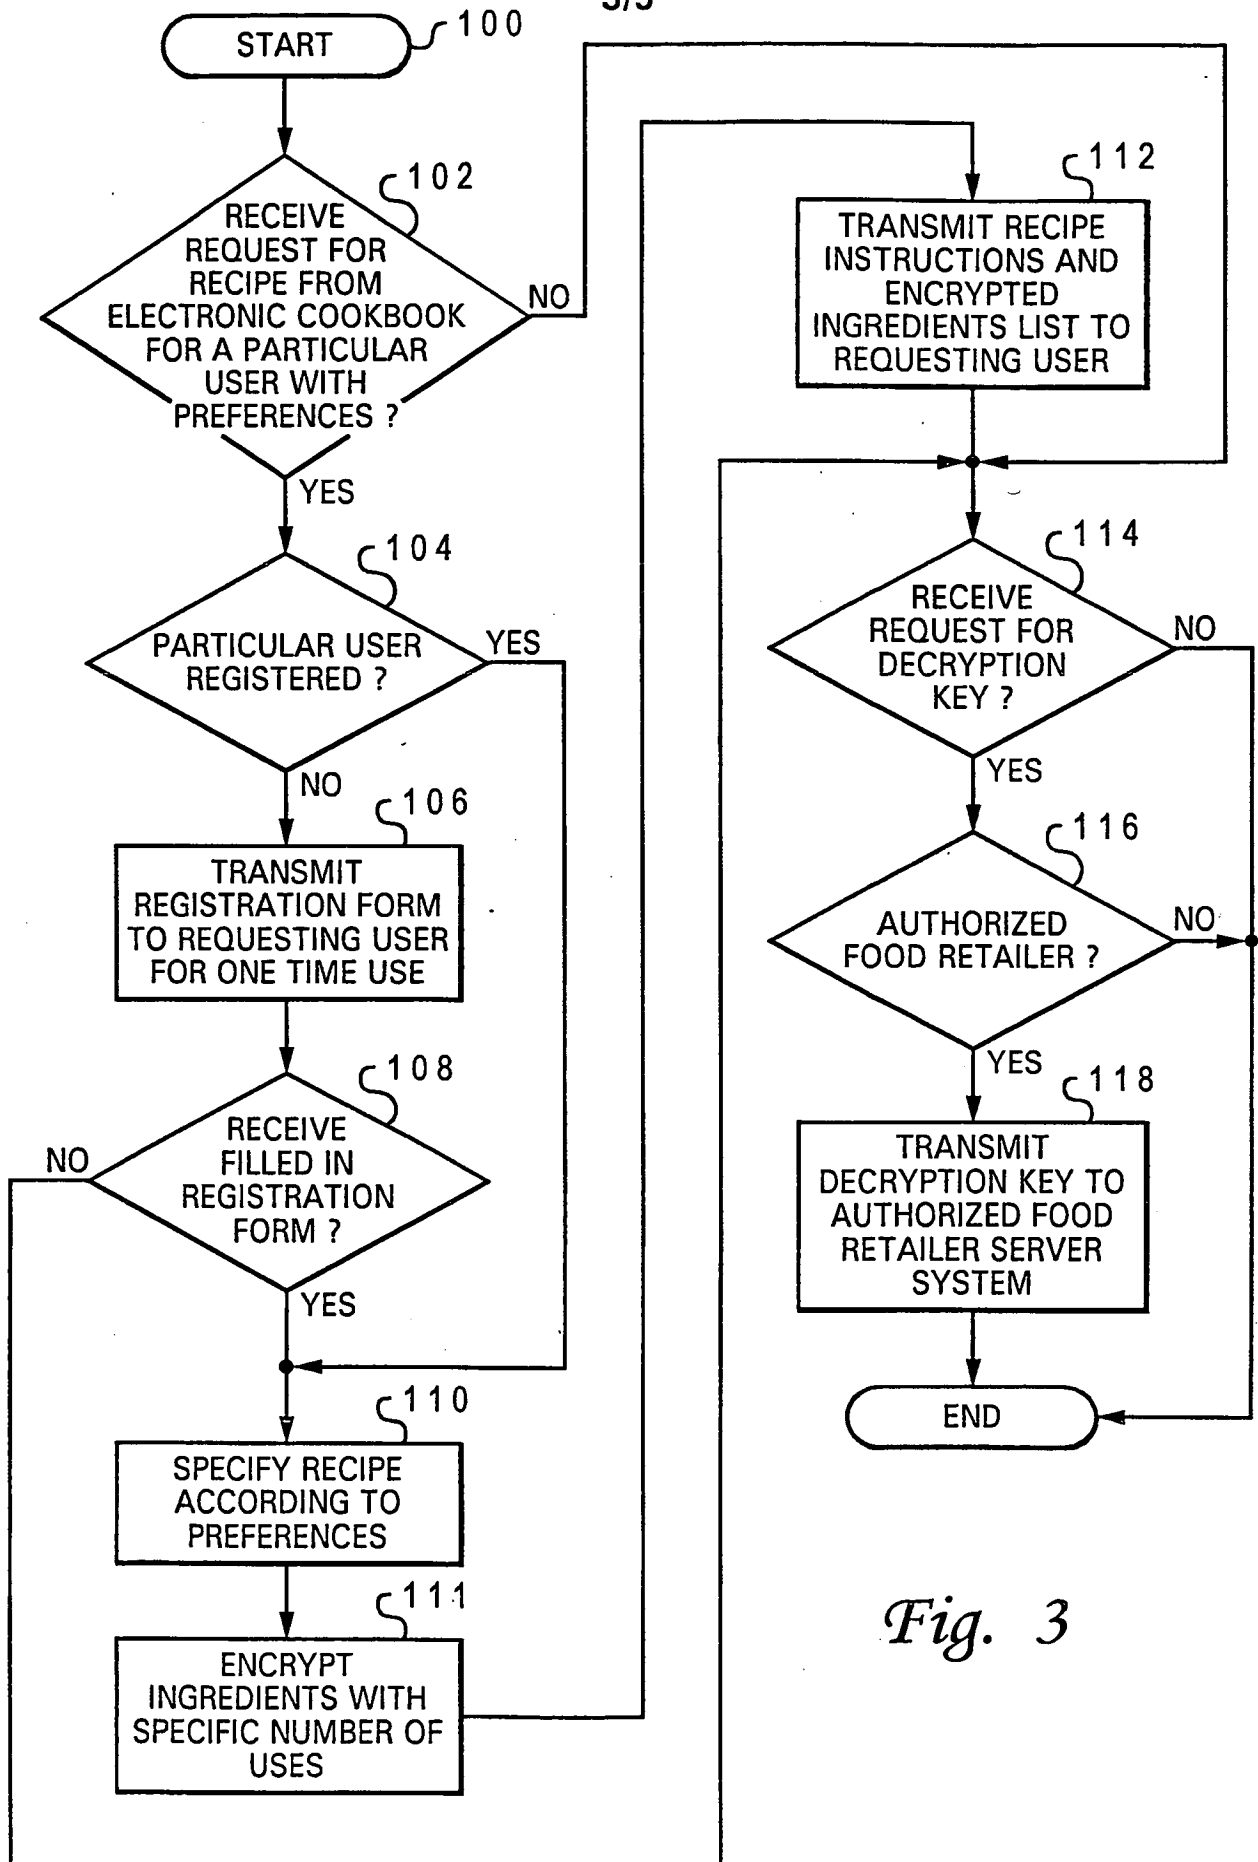 START
100
102
RECEIVE
REQUEST FOR
RECIPE FROM
ELECTRONIC COOKBOOK
FOR A PARTICULAR
USER WITH
PREFERENCES ?
NO
YES
104
PARTICULAR USER
REGISTERED ?
YES
NO
106
TRANSMIT
REGISTRATION FORM
TO REQUESTING USER
FOR ONE TIME USE
108
RECEIVE
FILLED IN
REGISTRATION
FORM ?
NO
YES
110
SPECIFY RECIPE
ACCORDING TO
PREFERENCES
111
ENCRYPT
INGREDIENTS WITH
SPECIFIC NUMBER OF
USES
112
TRANSMIT RECIPE
INSTRUCTIONS AND
ENCRYPTED
INGREDIENTS LIST TO
REQUESTING USER
114
RECEIVE
REQUEST FOR
DECRYPTION
KEY ?
NO
YES
116
AUTHORIZED
FOOD RETAILER ?
NO
YES
118
TRANSMIT
DECRYPTION KEY TO
AUTHORIZED FOOD
RETAILER SERVER
SYSTEM
END
Fig. 3